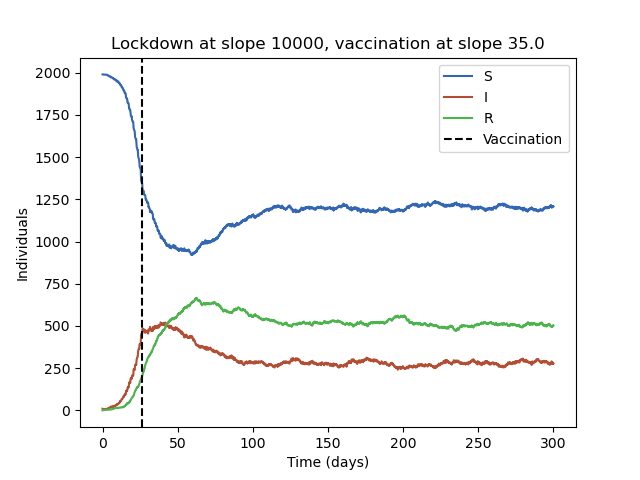 Lockdown at slope 10000, vaccination at slope 35.0
S
I
R
Vaccination
Individuals
2000
1750
1500
1250
1000
750
500
250
0
0 50 100 150 200 250 300
Time (days)